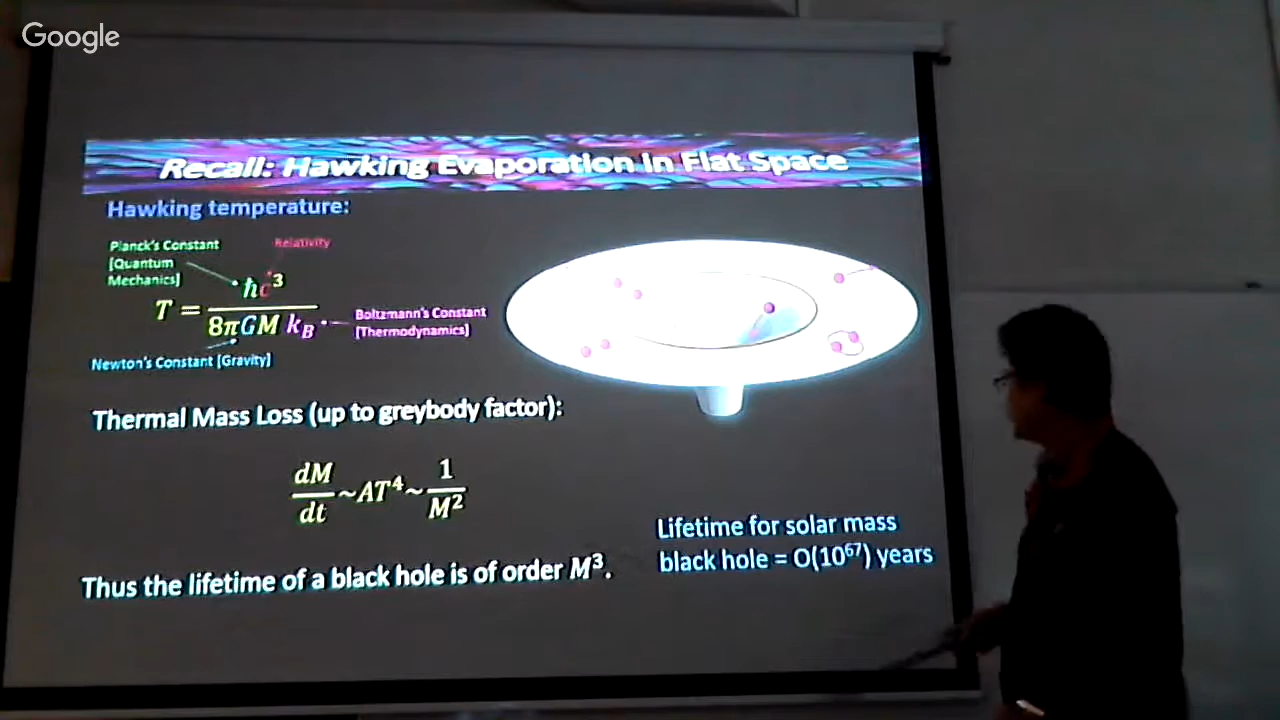 Google
Recall: Hawking Evaporation in Flat Space
Hawking temperature:
Planck's Constant
[Quantum
Mechanics]
Relativity
T = ħc³ / 8πGM k_B
Boltzmann's Constant
[Thermodynamics]
Newton's Constant [Gravity]
Thermal Mass Loss (up to greybody factor):
dM/dt ~AT⁴~ 1/M²
Lifetime for solar mass
black hole = O(10⁶⁷) years
Thus the lifetime of a black hole is of order M³.